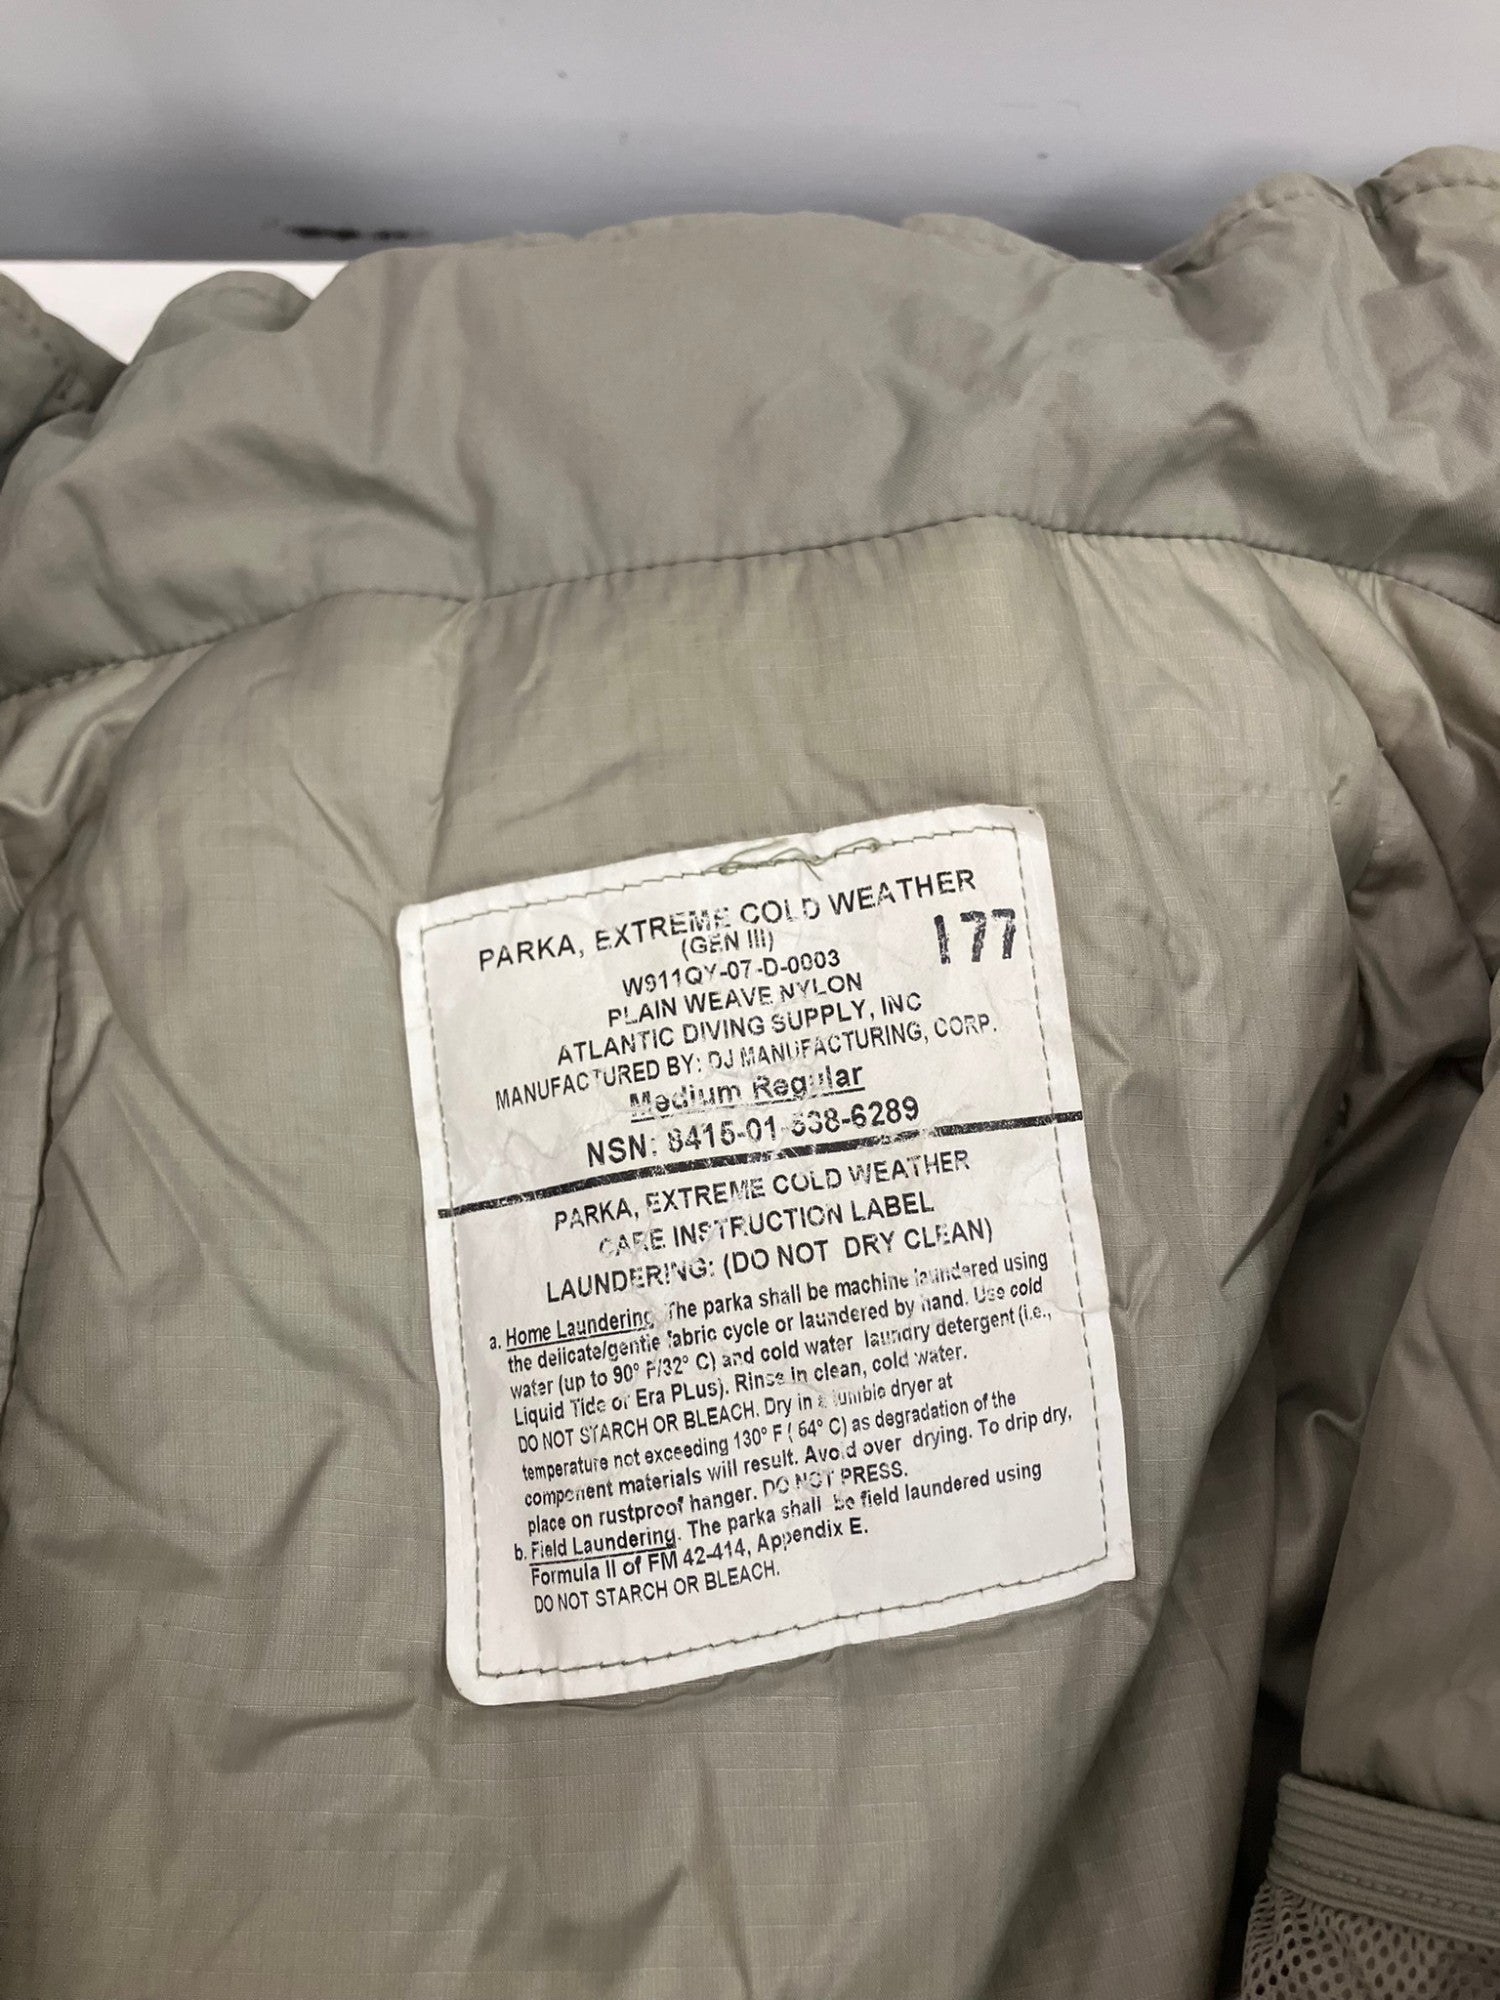 PARKA, EXTREME COLD WEATHER
(GEN III)
177
W911QY-07-D-0003
PLAIN WEAVE NYLON
ATLANTIC DIVING SUPPLY, INC
MANUFACTURED BY: DJ MANUFACTURING, CORP.
Medium Regular
NSN: 8415-01-538-6289
PARKA, EXTREME COLD WEATHER
CARE INSTRUCTION LABEL
LAUNDERING: (DO NOT DRY CLEAN)
a. Home Laundering. The parka shall be machine laundered using
the delicate/gentle fabric cycle or laundered by hand. Use cold
water (up to 90° F/32° C) and cold water laundry detergent (i.e.,
Liquid Tide or Era PLus). Rinse in clean, cold water.
DO NOT STARCH OR BLEACH. Dry in a tumble dryer at
temperature not exceeding 130° F ( 54° C) as degradation of the
component materials will result. Avoid over drying. To drip dry,
place on rustproof hanger. DO NOT PRESS.
b. Field Laundering. The parka shall be field laundered using
Formula II of FM 42-414, Appendix E.
DO NOT STARCH OR BLEACH.